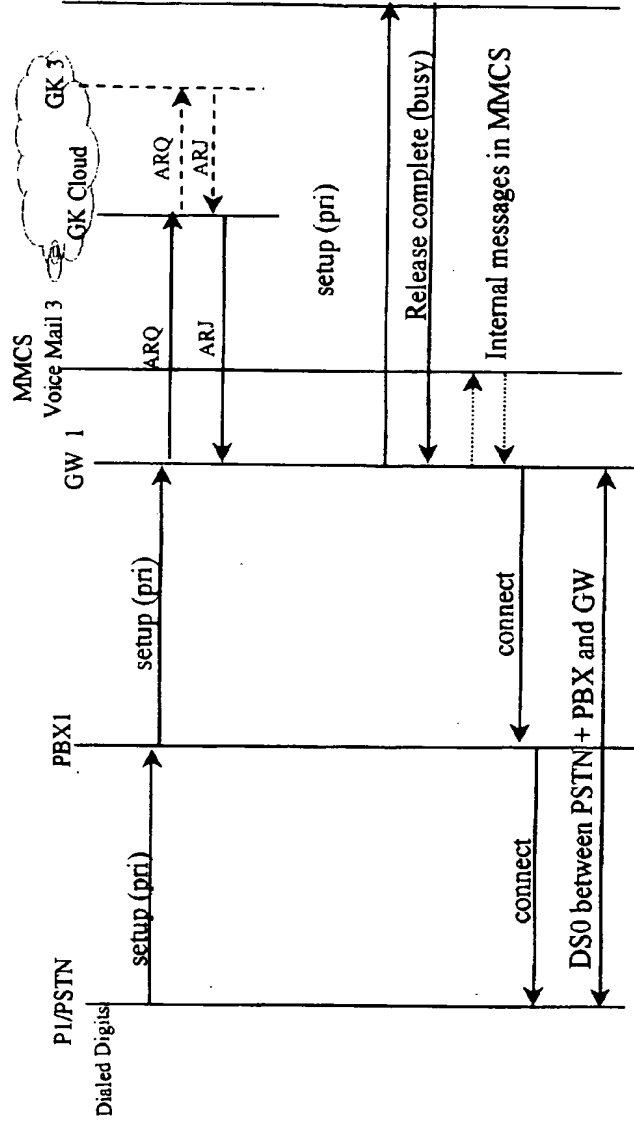 MMCS
Voice Mail 3
GK Cloud
GK 3
P1/PSTN
PBX1
GW 1
Dialed Digits
setup (pri)
setup (pri)
ARQ
ARQ
ARJ
ARJ
setup (pri)
Release complete (busy)
Internal messages in MMCS
connect
connect
DS0 between PSTN + PBX and GW